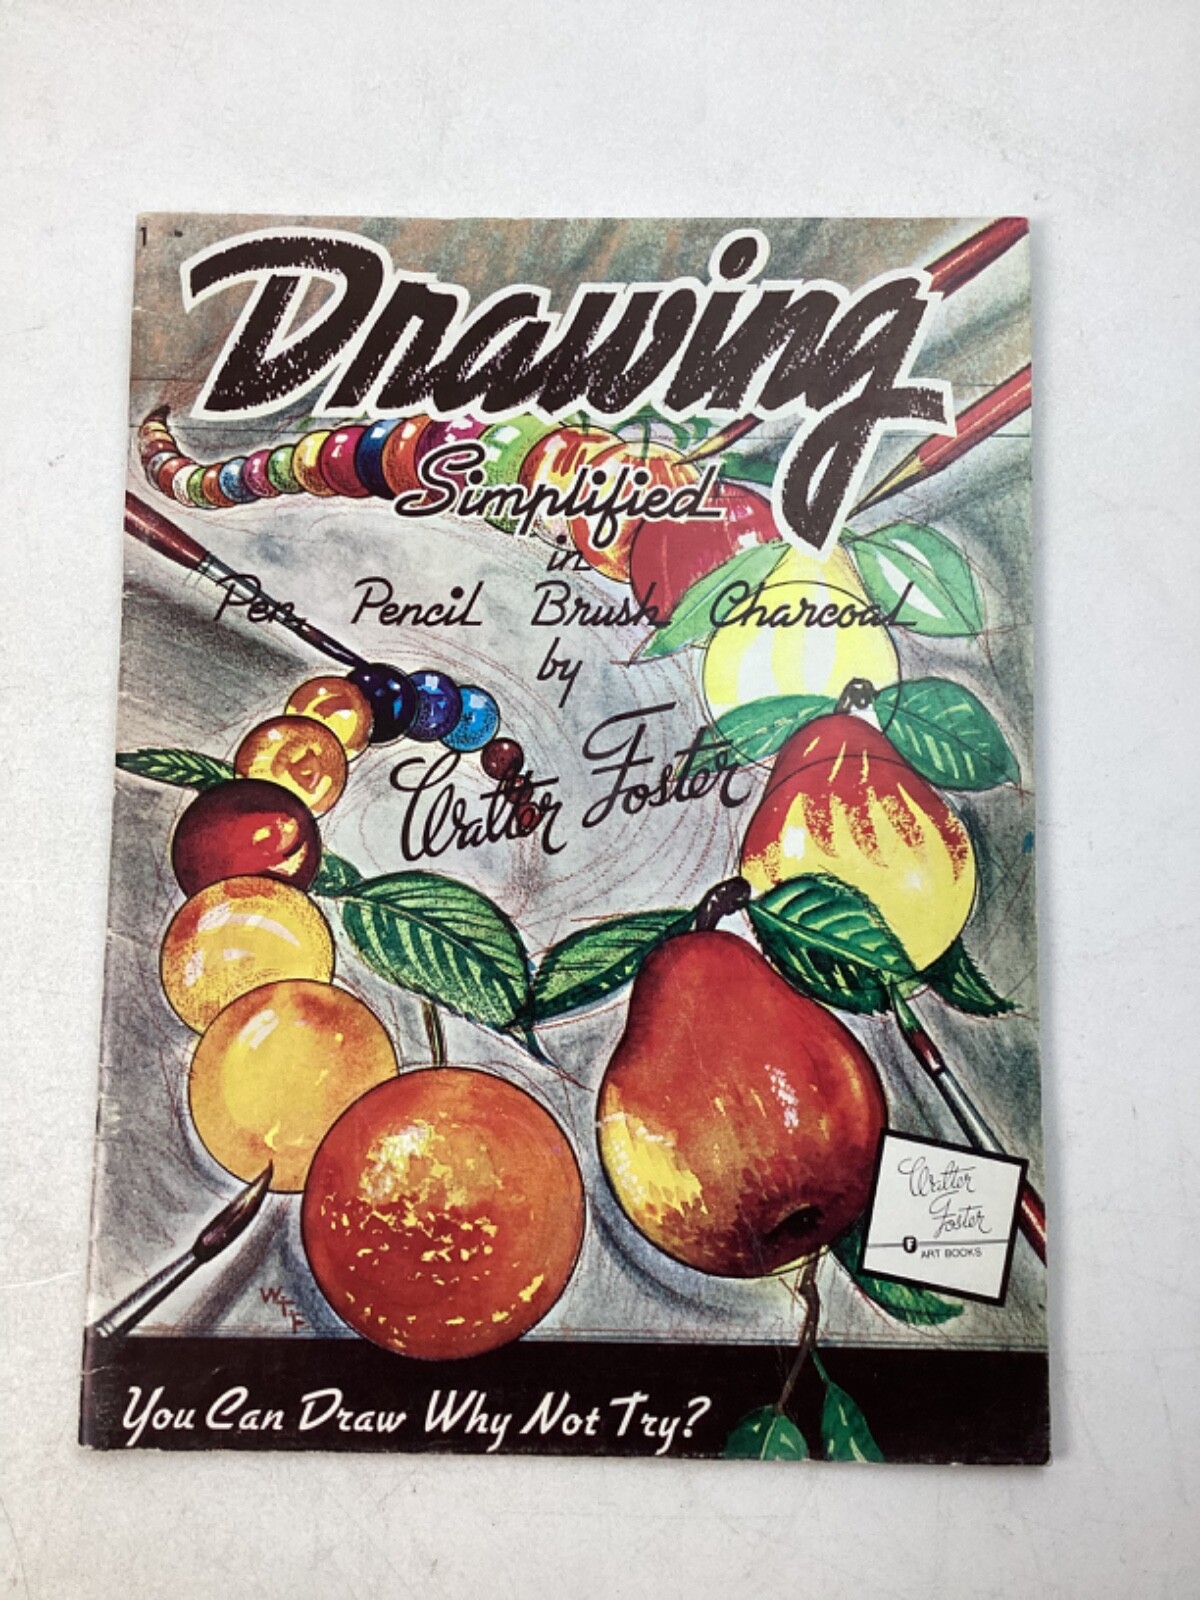 1
Drawing
Simplified
in
Pen, Pencil Brush Charcoal
by
Walter Foster
Walter
Foster
F
ART BOOKS
WTF
You Can Draw Why Not Try?